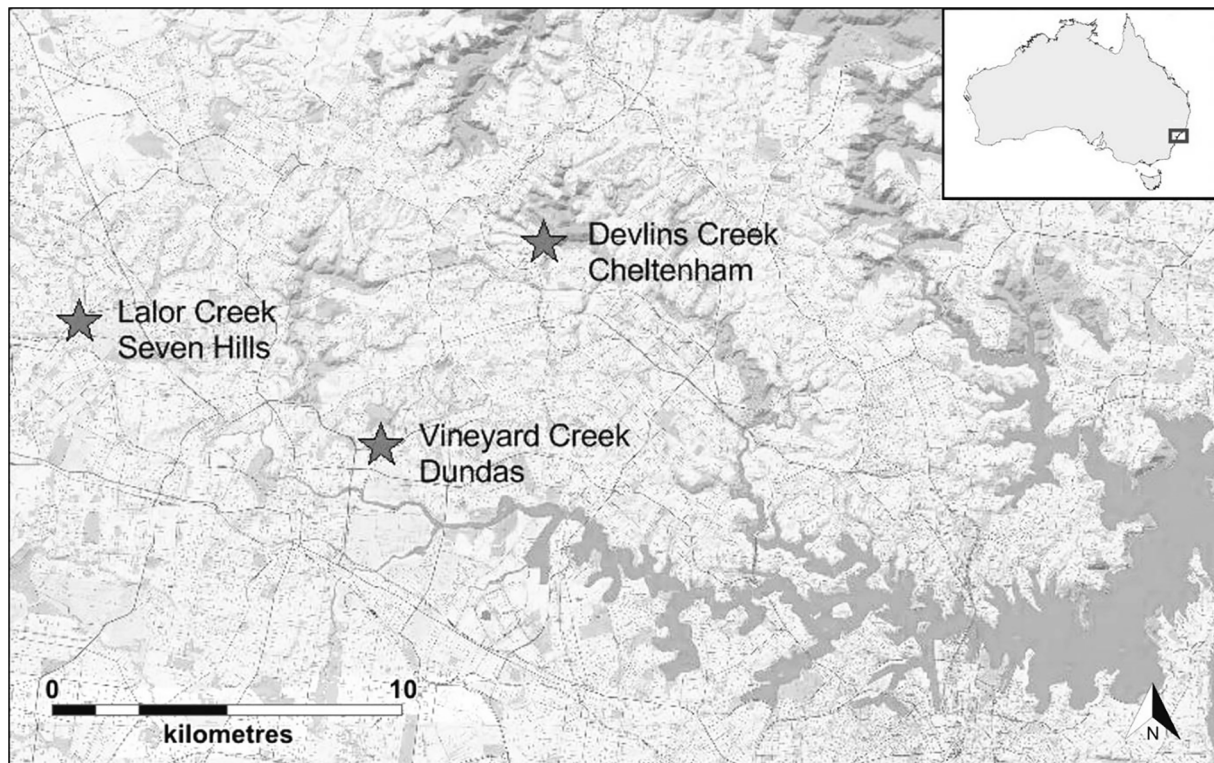 Devlins Creek
Cheltenham
Lalor Creek
Seven Hills
Vineyard Creek
Dundas
0 10
kilometres
N